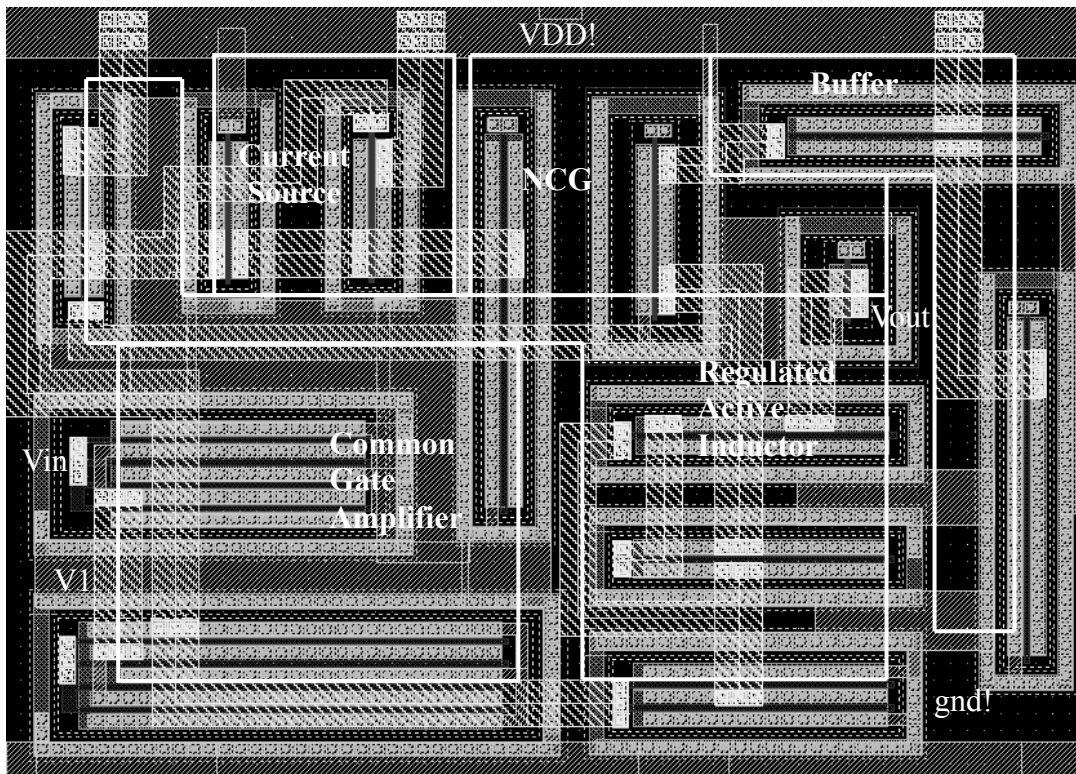 VDD!
Buffer
Current
Source
NCG
Vout
Regulated
Active
Inductor
Common
Gate
Amplifier
Vin
V1
gnd!